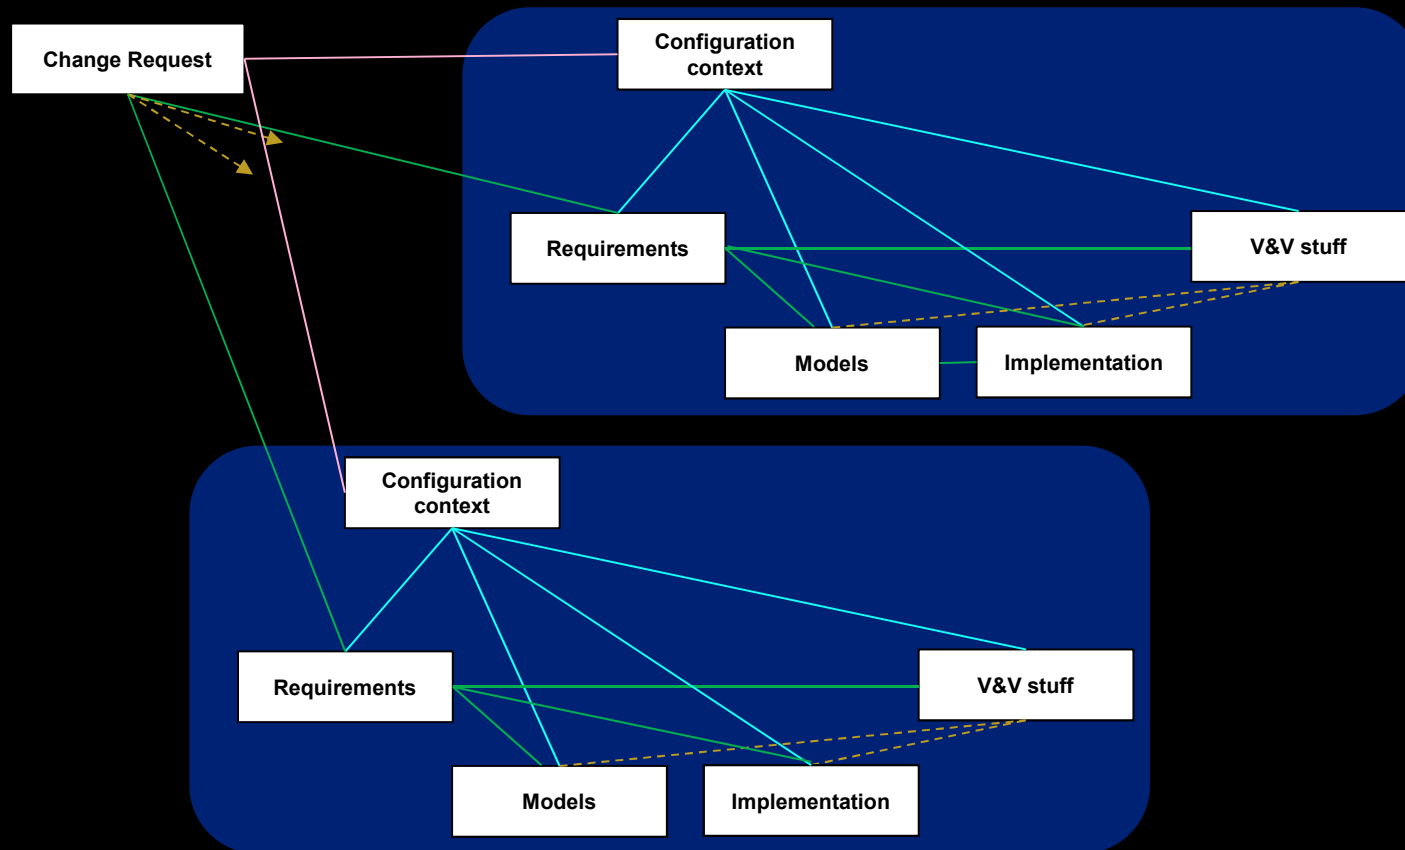 Change Request
Configuration
context
Requirements
V&V stuff
Models
Implementation
Configuration
context
Requirements
V&V stuff
Models
Implementation